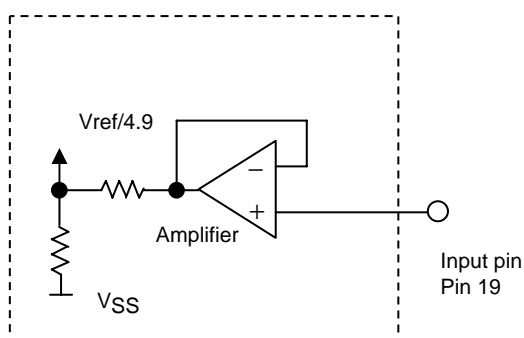 Vref/4.9
−
+
Amplifier
Input pin
Pin 19
VSS